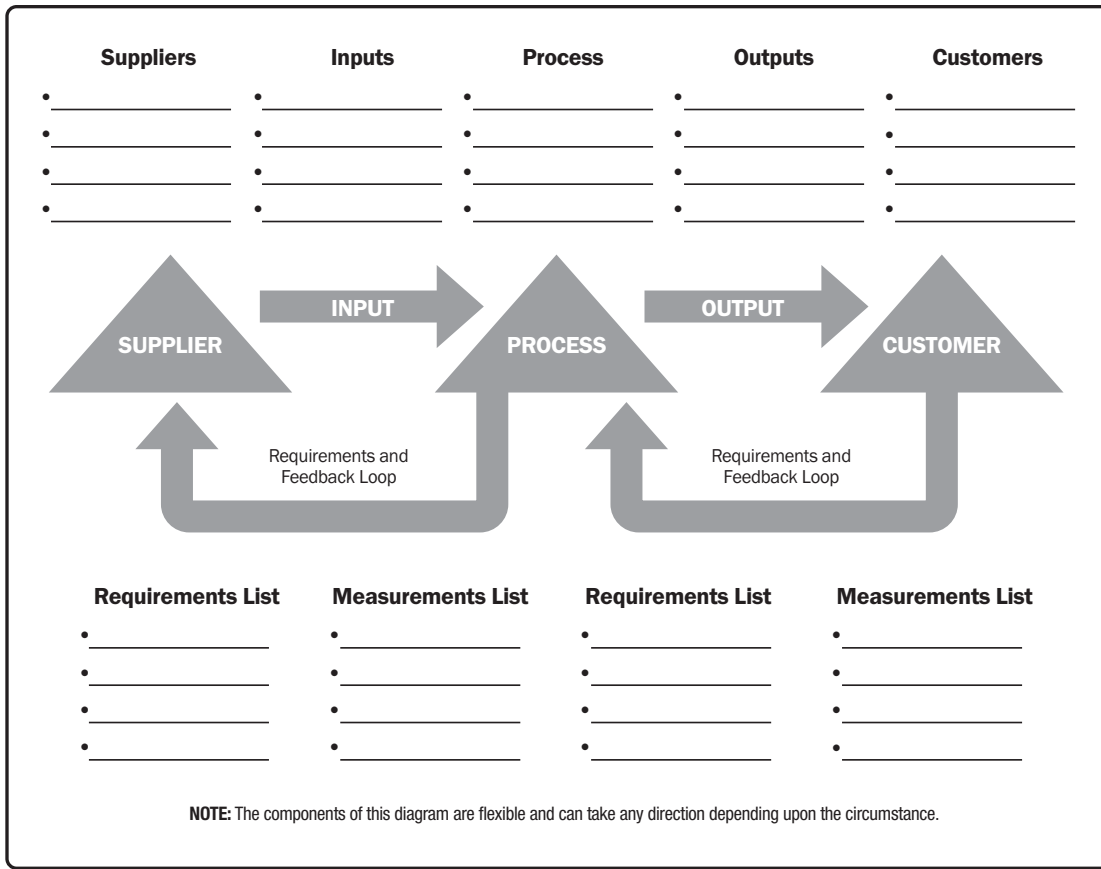 Suppliers
Inputs
Process
Outputs
Customers
INPUT
OUTPUT
SUPPLIER
PROCESS
CUSTOMER
Requirements and
Feedback Loop
Requirements and
Feedback Loop
Requirements List
Measurements List
Requirements List
Measurements List
NOTE: The components of this diagram are flexible and can take any direction depending upon the circumstance.